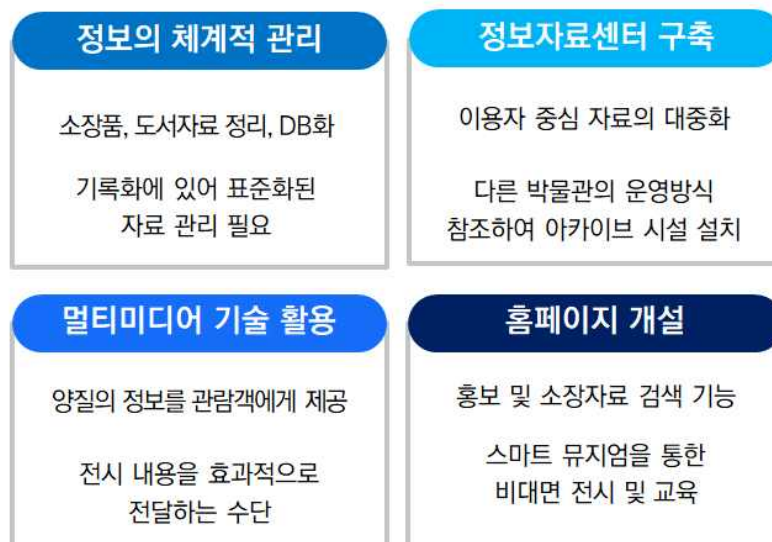 정보의 체계적 관리
소장품, 도서자료 정리, DB화
기록화에 있어 표준화된
자료 관리 필요
정보자료센터 구축
이용자 중심 자료의 대중화
다른 박물관의 운영방식
참조하여 아카이브 시설 설치
멀티미디어 기술 활용
양질의 정보를 관람객에게 제공
전시 내용을 효과적으로
전달하는 수단
홈페이지 개설
홍보 및 소장자료 검색 기능
스마트 뮤지엄을 통한
비대면 전시 및 교육